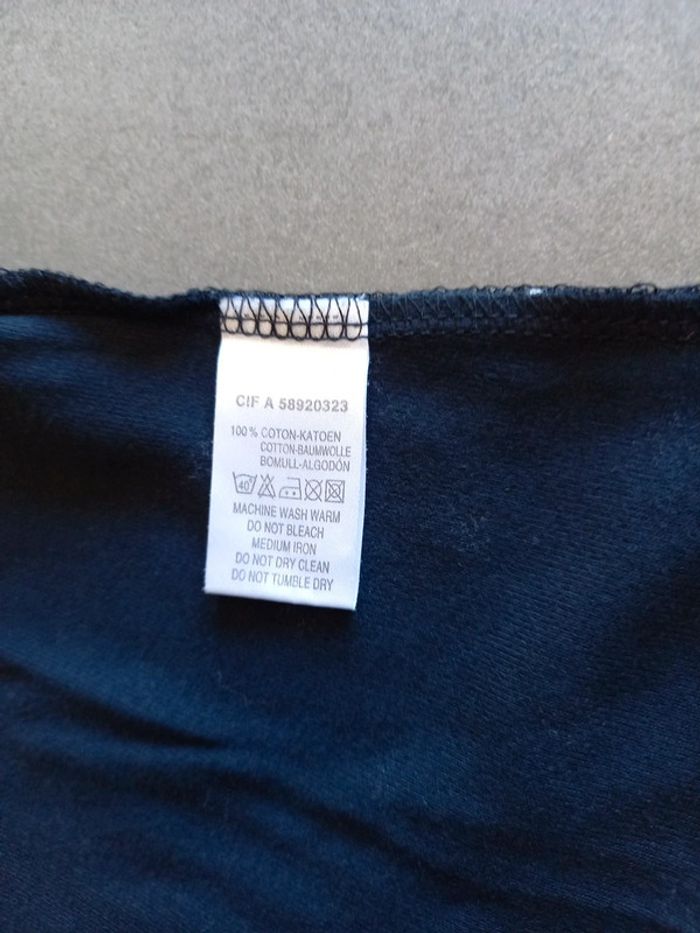 CIF A 58920323
100% COTON-KATOEN
COTTON-BAUMWOLLE
BOMULL-ALGODÓN
40°
MACHINE WASH WARM
DO NOT BLEACH
MEDIUM IRON
DO NOT DRY CLEAN
DO NOT TUMBLE DRY